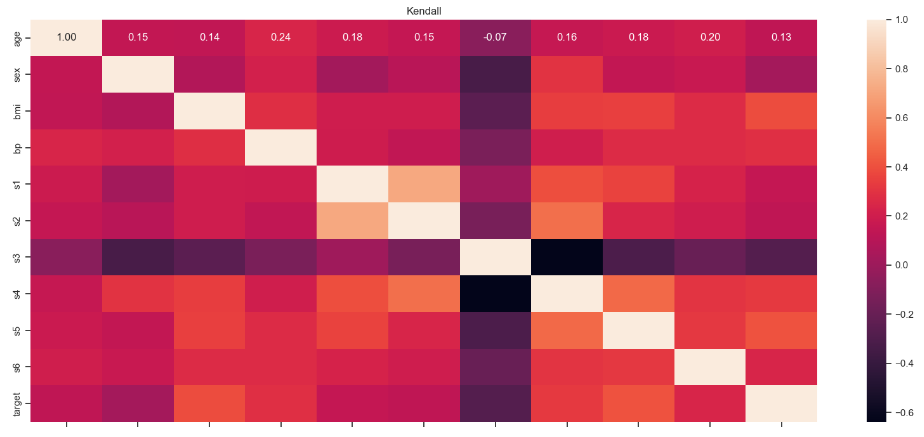 Kendall
age 1.00 0.15 0.14 0.24 0.18 0.15 -0.07 0.16 0.18 0.20 0.13
sex
bmi
bp
s1
s2
s3
s4
s5
s6
target
1.0
0.8
0.6
0.4
0.2
0.0
-0.2
-0.4
-0.6